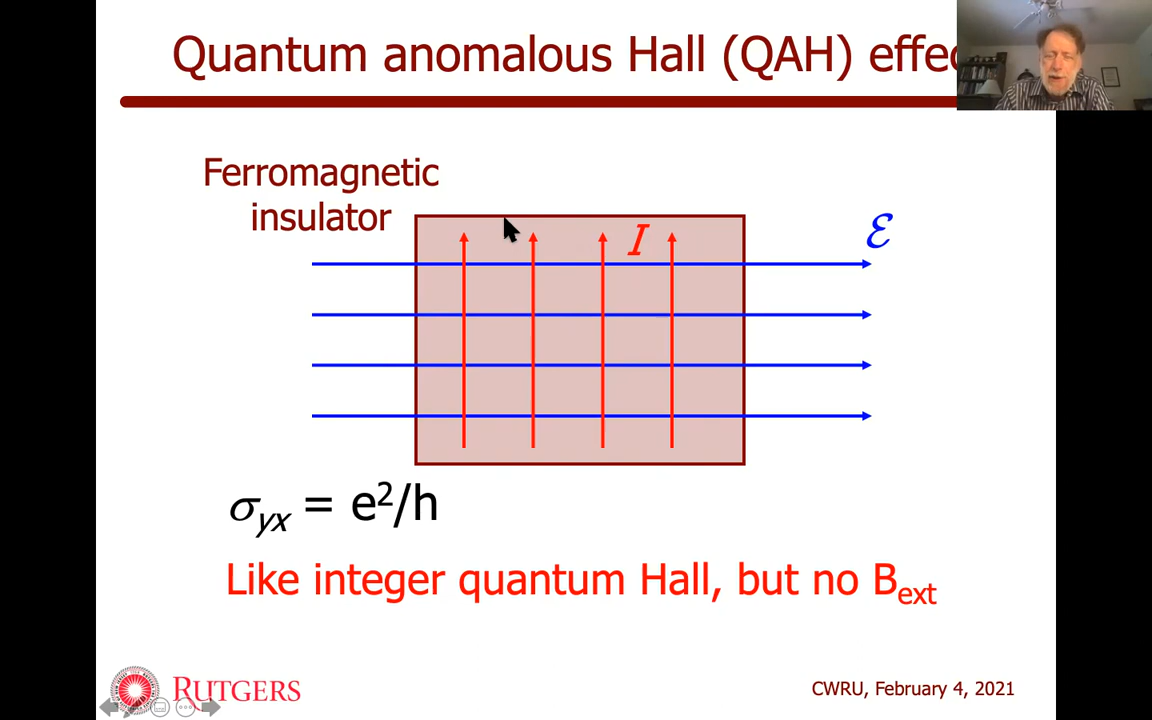 Quantum anomalous Hall (QAH) effec
Ferromagnetic
insulator
I
ℰ
σyx = e²/h
Like integer quantum Hall, but no Bext
RUTGERS
CWRU, February 4, 2021